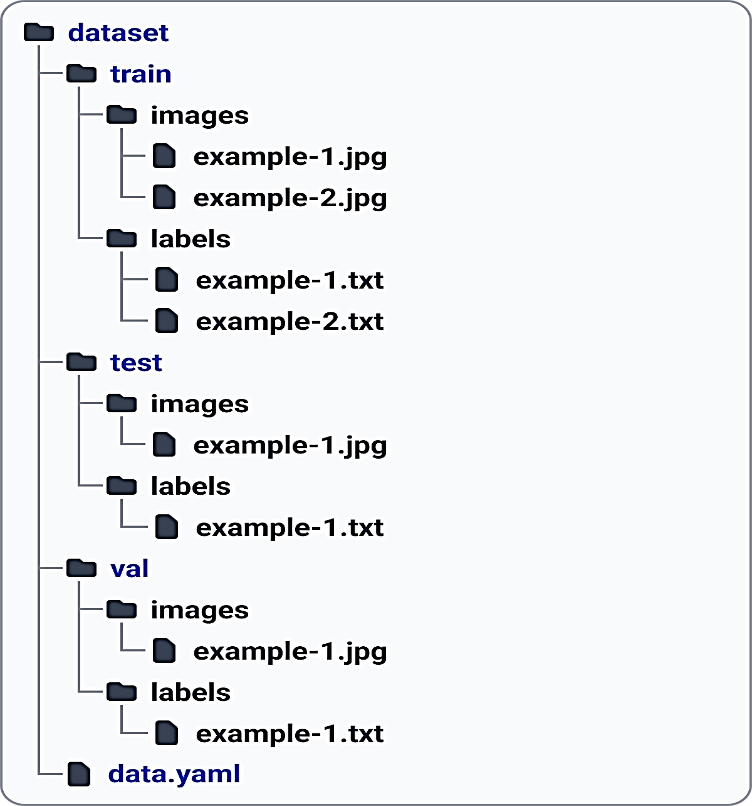 dataset
train
images
example-1.jpg
example-2.jpg
labels
example-1.txt
example-2.txt
test
images
example-1.jpg
labels
example-1.txt
val
images
example-1.jpg
labels
example-1.txt
data.yaml